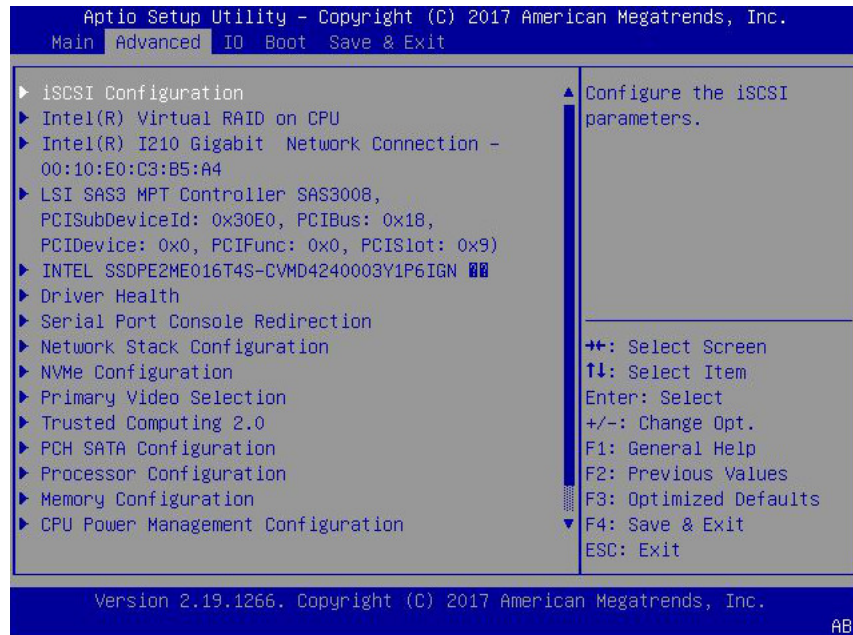 Aptio Setup Utility – Copyright (C) 2017 American Megatrends, Inc.
Main Advanced IO Boot Save & Exit
iSCSI Configuration
Intel(R) Virtual RAID on CPU
Intel(R) I210 Gigabit Network Connection –
00:10:E0:C3:B5:A4
LSI SAS3 MPT Controller SAS3008,
PCISubDeviceId: 0x30E0, PCIBus: 0x18,
PCIDevice: 0x0, PCIFunc: 0x0, PCISlot: 0x9)
INTEL SSDPE2ME016T4S-CVMD4240003Y1P6IGN
Driver Health
Serial Port Console Redirection
Network Stack Configuration
NVMe Configuration
Primary Video Selection
Trusted Computing 2.0
PCH SATA Configuration
Processor Configuration
Memory Configuration
CPU Power Management Configuration
Configure the iSCSI
parameters.
→←: Select Screen
↑↓: Select Item
Enter: Select
+/-: Change Opt.
F1: General Help
F2: Previous Values
F3: Optimized Defaults
F4: Save & Exit
ESC: Exit
Version 2.19.1266. Copyright (C) 2017 American Megatrends, Inc.
AB